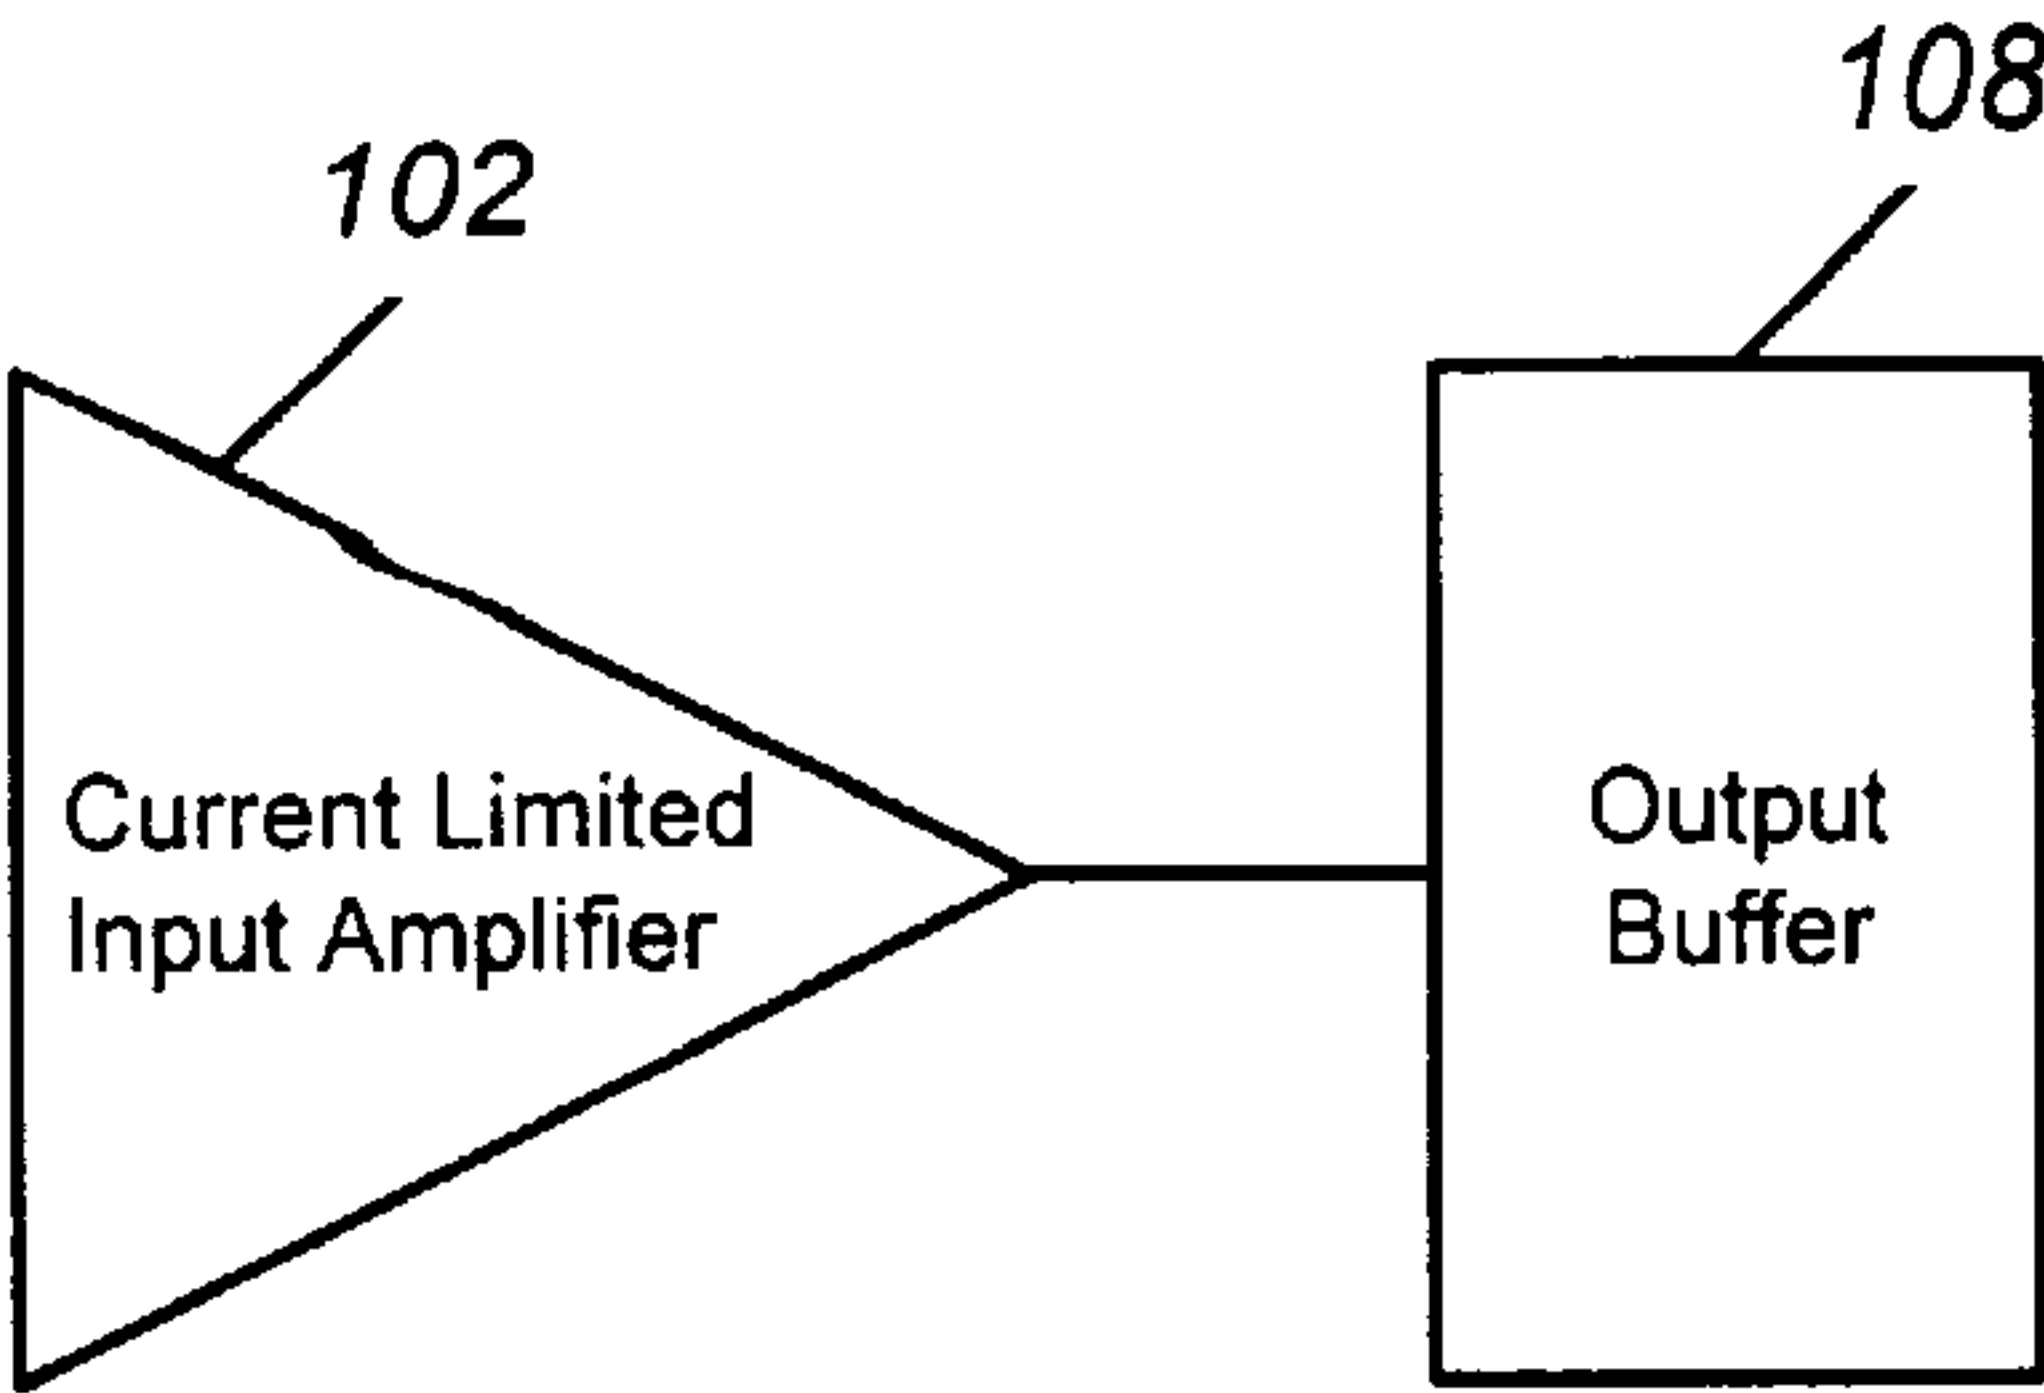 108
102
Current Limited
Input Amplifier
Output
Buffer